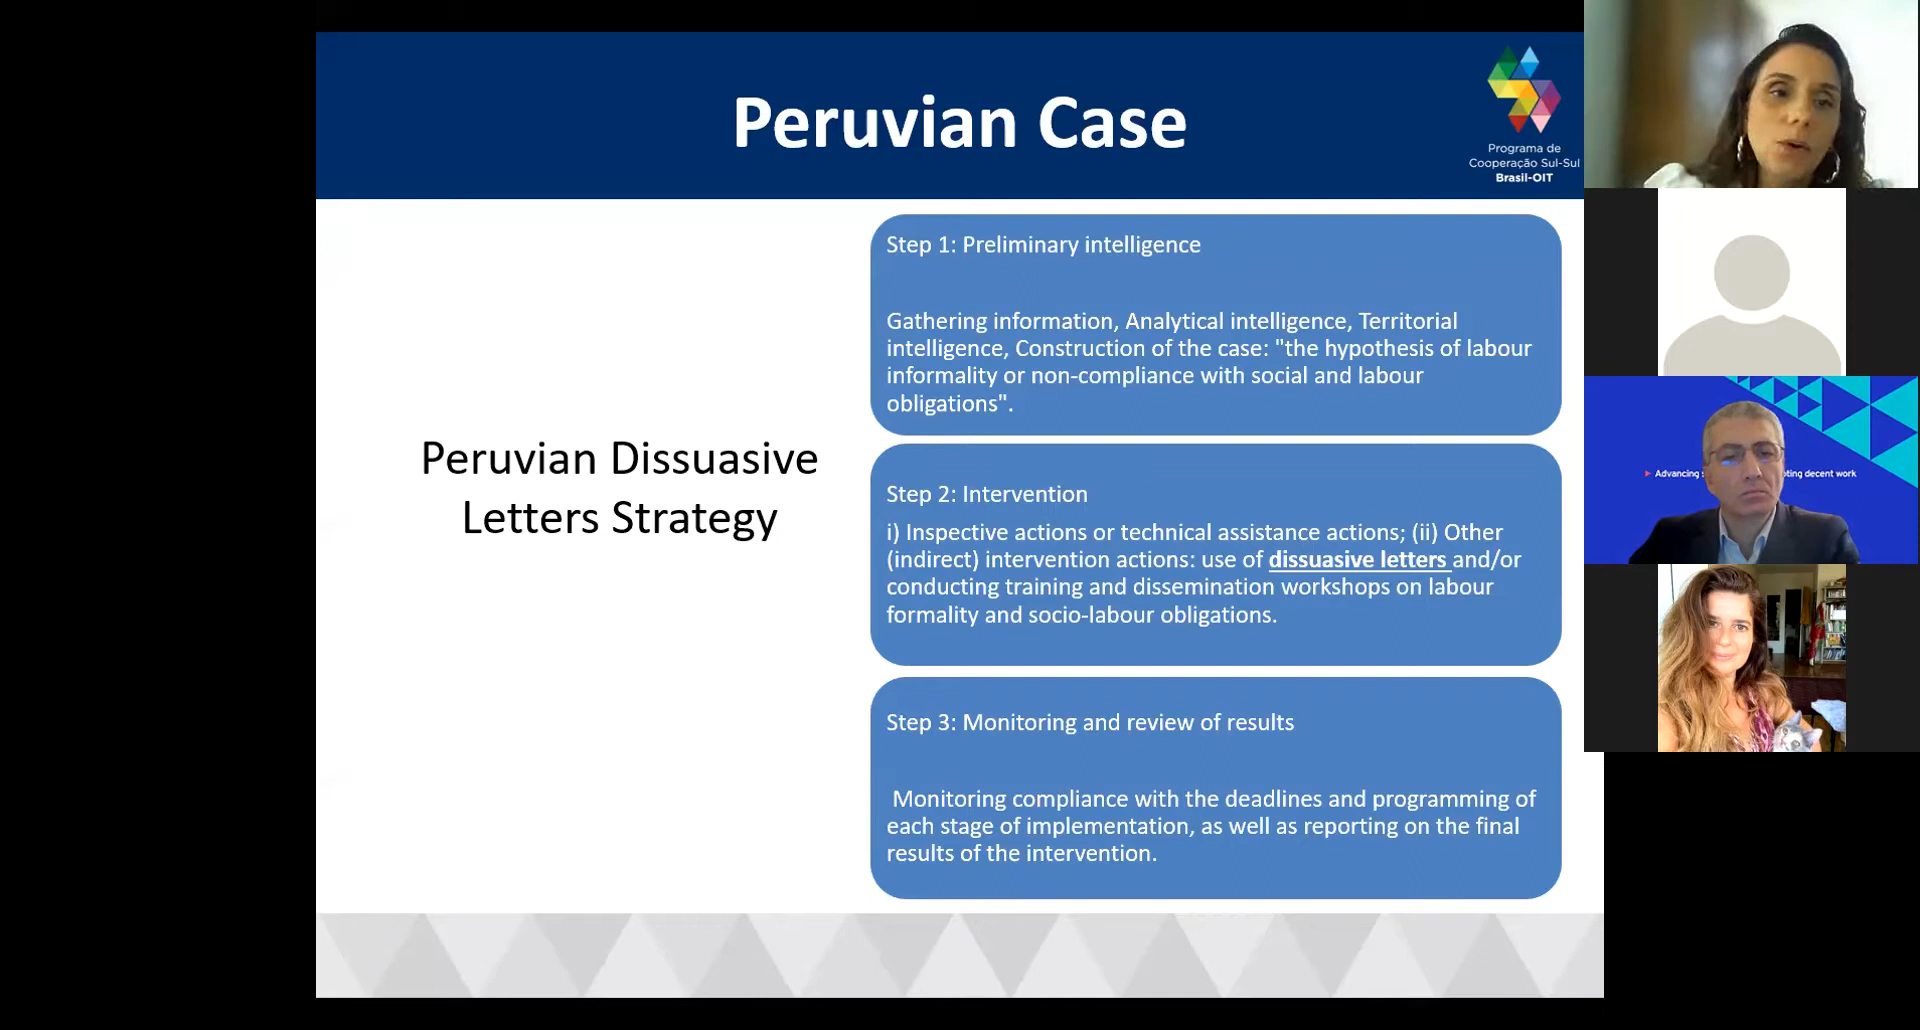 Peruvian Case
Programa de
Cooperação Sul-Sul
Brasil-OIT
Peruvian Dissuasive
Letters Strategy
Step 1: Preliminary intelligence
Gathering information, Analytical intelligence, Territorial
intelligence, Construction of the case: "the hypothesis of labour
informality or non-compliance with social and labour
obligations".
Step 2: Intervention
i) Inspective actions or technical assistance actions; (ii) Other
(indirect) intervention actions: use of dissuasive letters and/or
conducting training and dissemination workshops on labour
formality and socio-labour obligations.
Step 3: Monitoring and review of results
Monitoring compliance with the deadlines and programming of
each stage of implementation, as well as reporting on the final
results of the intervention.
Advancing decent work